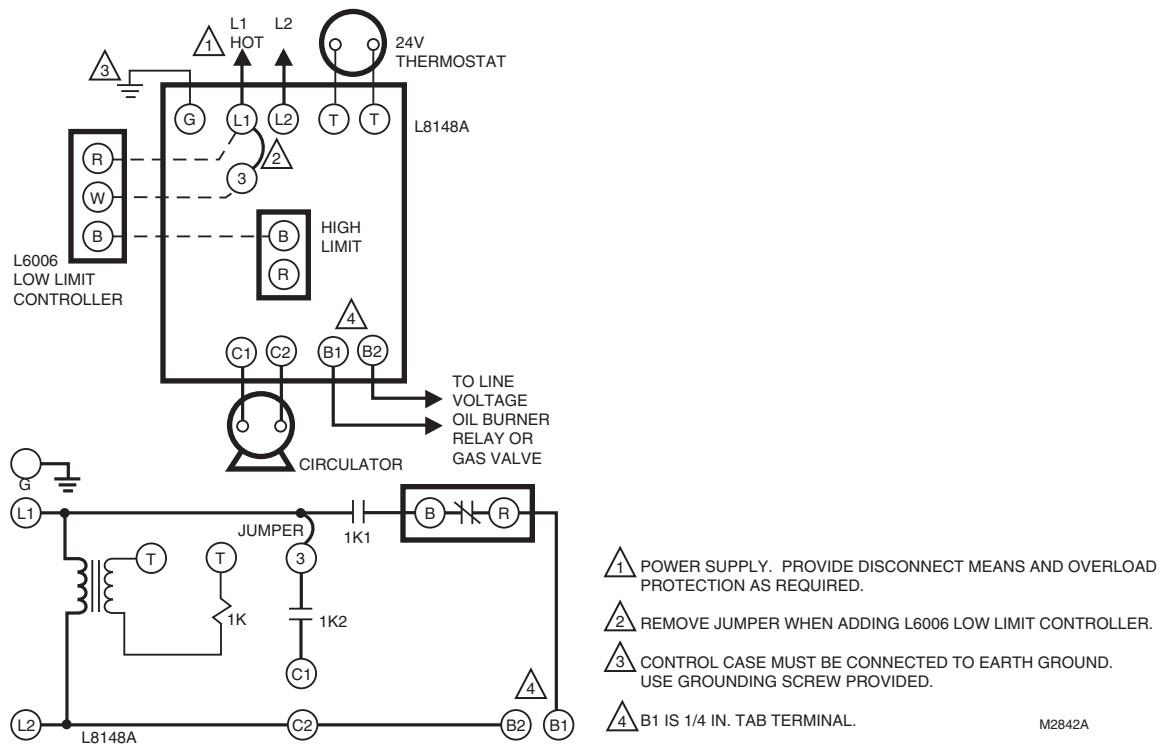 L1 L2
1 HOT
24V
THERMOSTAT
3
G L1 L2 T T
L8148A
2
R
3
W
B B HIGH
LIMIT
R
L6006
LOW LIMIT
CONTROLLER
4
C1 C2 B1 B2
TO LINE
VOLTAGE
OIL BURNER
RELAY OR
GAS VALVE
CIRCULATOR
G
L1 B R
JUMPER 1K1
T T 3
1K 1K2
C1
4
L2 C2 B2 B1
L8148A
1 POWER SUPPLY. PROVIDE DISCONNECT MEANS AND OVERLOAD
PROTECTION AS REQUIRED.
2 REMOVE JUMPER WHEN ADDING L6006 LOW LIMIT CONTROLLER.
3 CONTROL CASE MUST BE CONNECTED TO EARTH GROUND.
USE GROUNDING SCREW PROVIDED.
4 B1 IS 1/4 IN. TAB TERMINAL.
M2842A